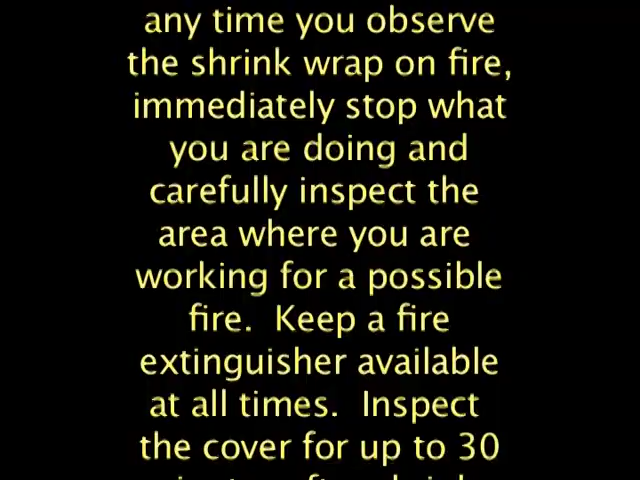 any time you observe
the shrink wrap on fire,
immediately stop what
you are doing and
carefully inspect the
area where you are
working for a possible
fire.  Keep a fire
extinguisher available
at all times.  Inspect
the cover for up to 30